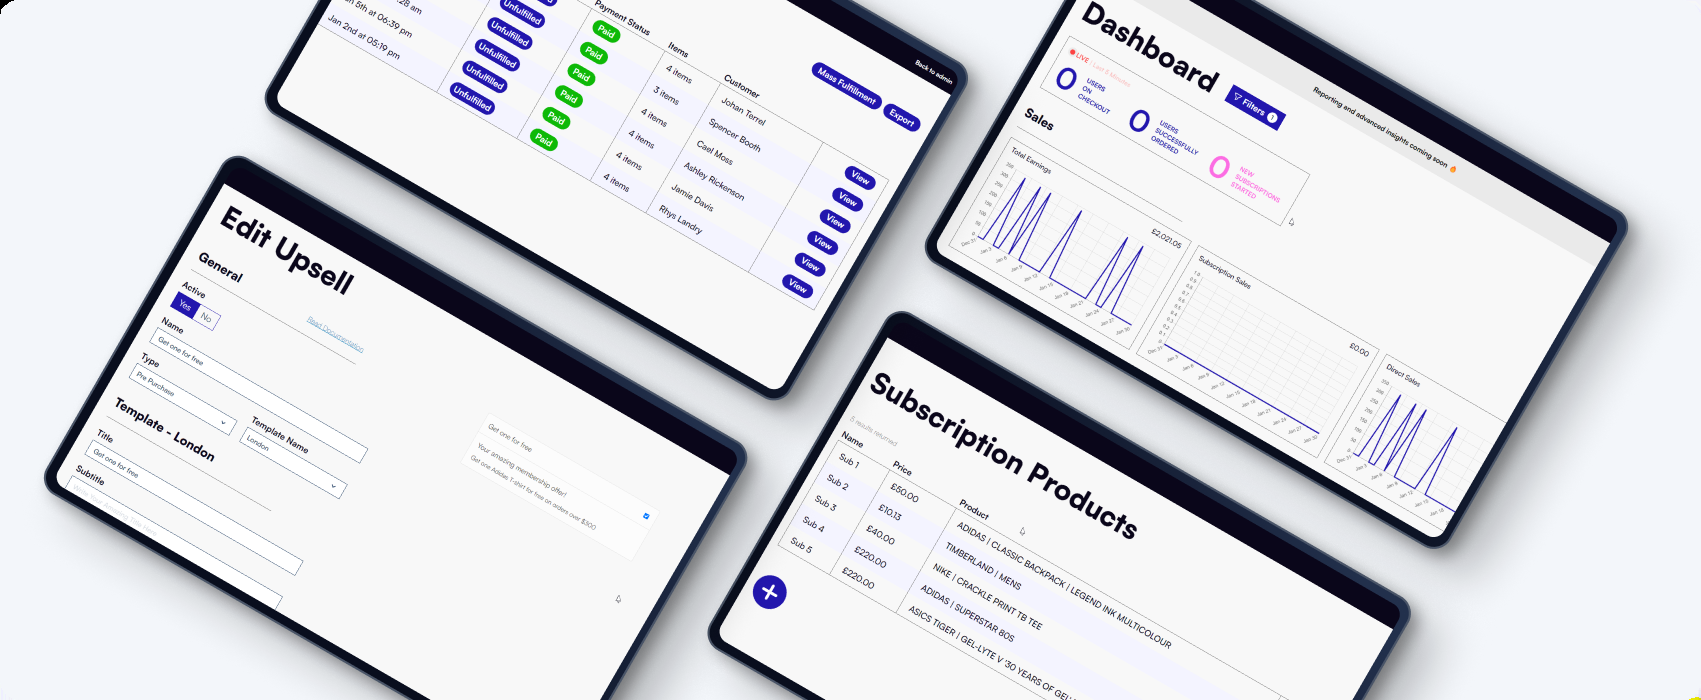 Back to admin
Mass Fulfillment
Export
Payment Status
Items
Customer
:28 am
Unfulfilled
Paid
4 items
Johan Terrel
View
n 5th at 06:39 pm
Unfulfilled
Paid
3 items
Spencer Booth
View
Jan 2nd at 05:19 pm
Unfulfilled
Paid
4 items
Cael Moss
View
Unfulfilled
Paid
4 items
Ashley Rickenson
View
Unfulfilled
Paid
4 items
Jamie Davis
View
Paid
4 items
Rhys Landry
View
Reporting and advanced insights coming soon 🔥
Dashboard
Filters
1
LIVE | Last 5 Minutes
0 USERS ON CHECKOUT
0 USERS SUCCESSFULLY ORDERED
0 NEW SUBSCRIPTIONS STARTED
Sales
Total Earnings
£2,021.05
Subscription Sales
£0.00
Direct Sales
Edit Upsell
General
Read Documentation
Active
Yes
No
Name
Get one for free
Type
Pre Purchase
Template Name
London
Template - London
Title
Get one for free
Subtitle
Get one for free
Your amazing membership offer!
Get one Adidas T-shirt for free on orders over $300
Subscription Products
5 results returned
Name
Price
Product
Sub 1
£50.00
ADIDAS | CLASSIC BACKPACK | LEGEND INK MULTICOLOUR
Sub 2
£10.13
TIMBERLAND | MENS
Sub 3
£40.00
NIKE | CRACKLE PRINT TB TEE
Sub 4
£220.00
ADIDAS | SUPERSTAR 80S
Sub 5
£220.00
ASICS TIGER | GEL-LYTE V '30 YEARS OF GEL'